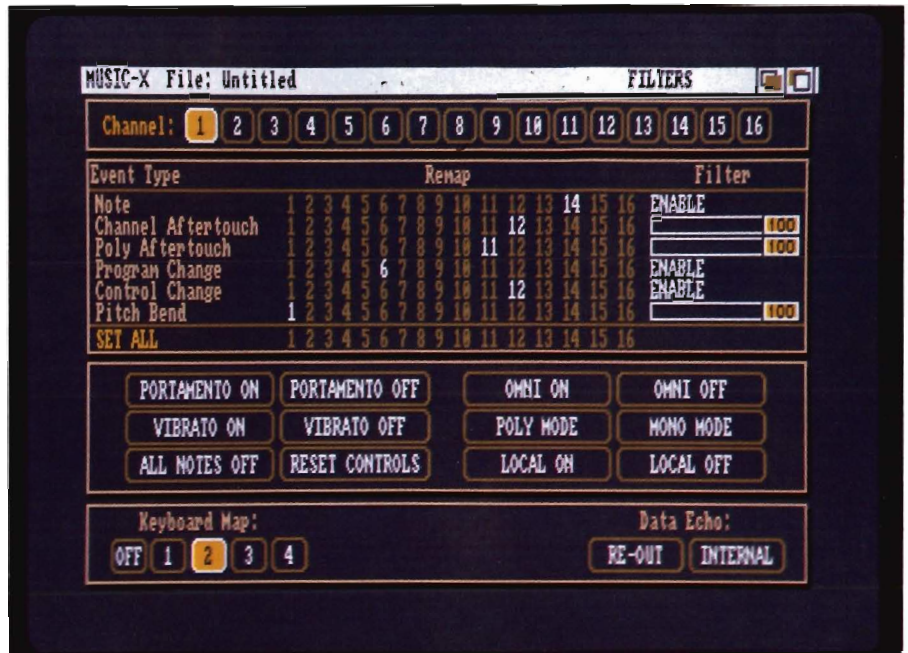 MUSIC-X File: Untitled FILTERS
Channel: 1 2 3 4 5 6 7 8 9 10 11 12 13 14 15 16
Event Type Remap Filter
Note 1 2 3 4 5 6 7 8 9 10 11 12 13 14 15 16 ENABLE
Channel Aftertouch 1 2 3 4 5 6 7 8 9 10 11 12 13 14 15 16 100
Poly Aftertouch 1 2 3 4 5 6 7 8 9 10 11 12 13 14 15 16 100
Program Change 1 2 3 4 5 6 7 8 9 10 11 12 13 14 15 16 ENABLE
Control Change 1 2 3 4 5 6 7 8 9 10 11 12 13 14 15 16 ENABLE
Pitch Bend 1 2 3 4 5 6 7 8 9 10 11 12 13 14 15 16 100
SET ALL 1 2 3 4 5 6 7 8 9 10 11 12 13 14 15 16
PORTAMENTO ON PORTAMENTO OFF OMNI ON OMNI OFF
VIBRATO ON VIBRATO OFF POLY MODE MONO MODE
ALL NOTES OFF RESET CONTROLS LOCAL ON LOCAL OFF
Keyboard Map: Data Echo:
OFF 1 2 3 4 RE-OUT INTERNAL